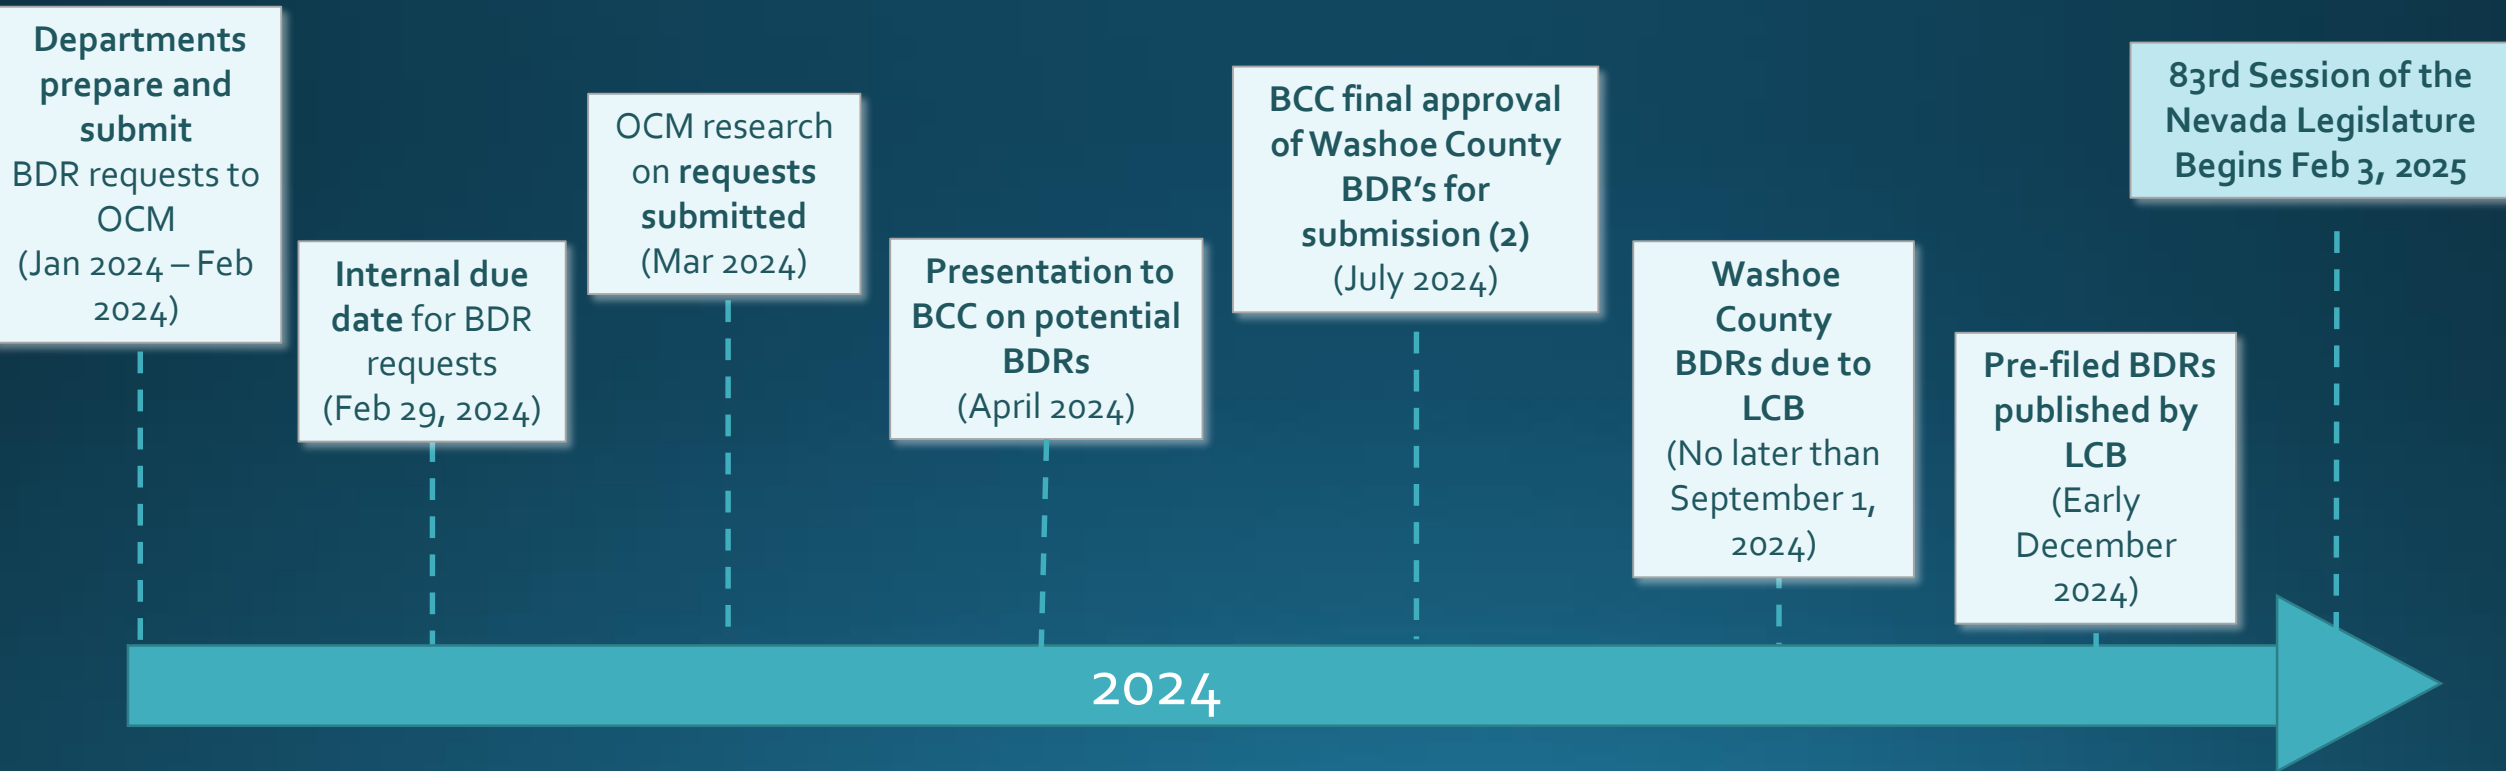 Departments
prepare and
submit
BDR requests to
OCM
(Jan 2024 – Feb
2024)
Internal due
date for BDR
requests
(Feb 29, 2024)
OCM research
on requests
submitted
(Mar 2024)
Presentation to
BCC on potential
BDRs
(April 2024)
BCC final approval
of Washoe County
BDR’s for
submission (2)
(July 2024)
Washoe
County
BDRs due to
LCB
(No later than
September 1,
2024)
Pre-filed BDRs
published by
LCB
(Early
December
2024)
83rd Session of the
Nevada Legislature
Begins Feb 3, 2025
2024